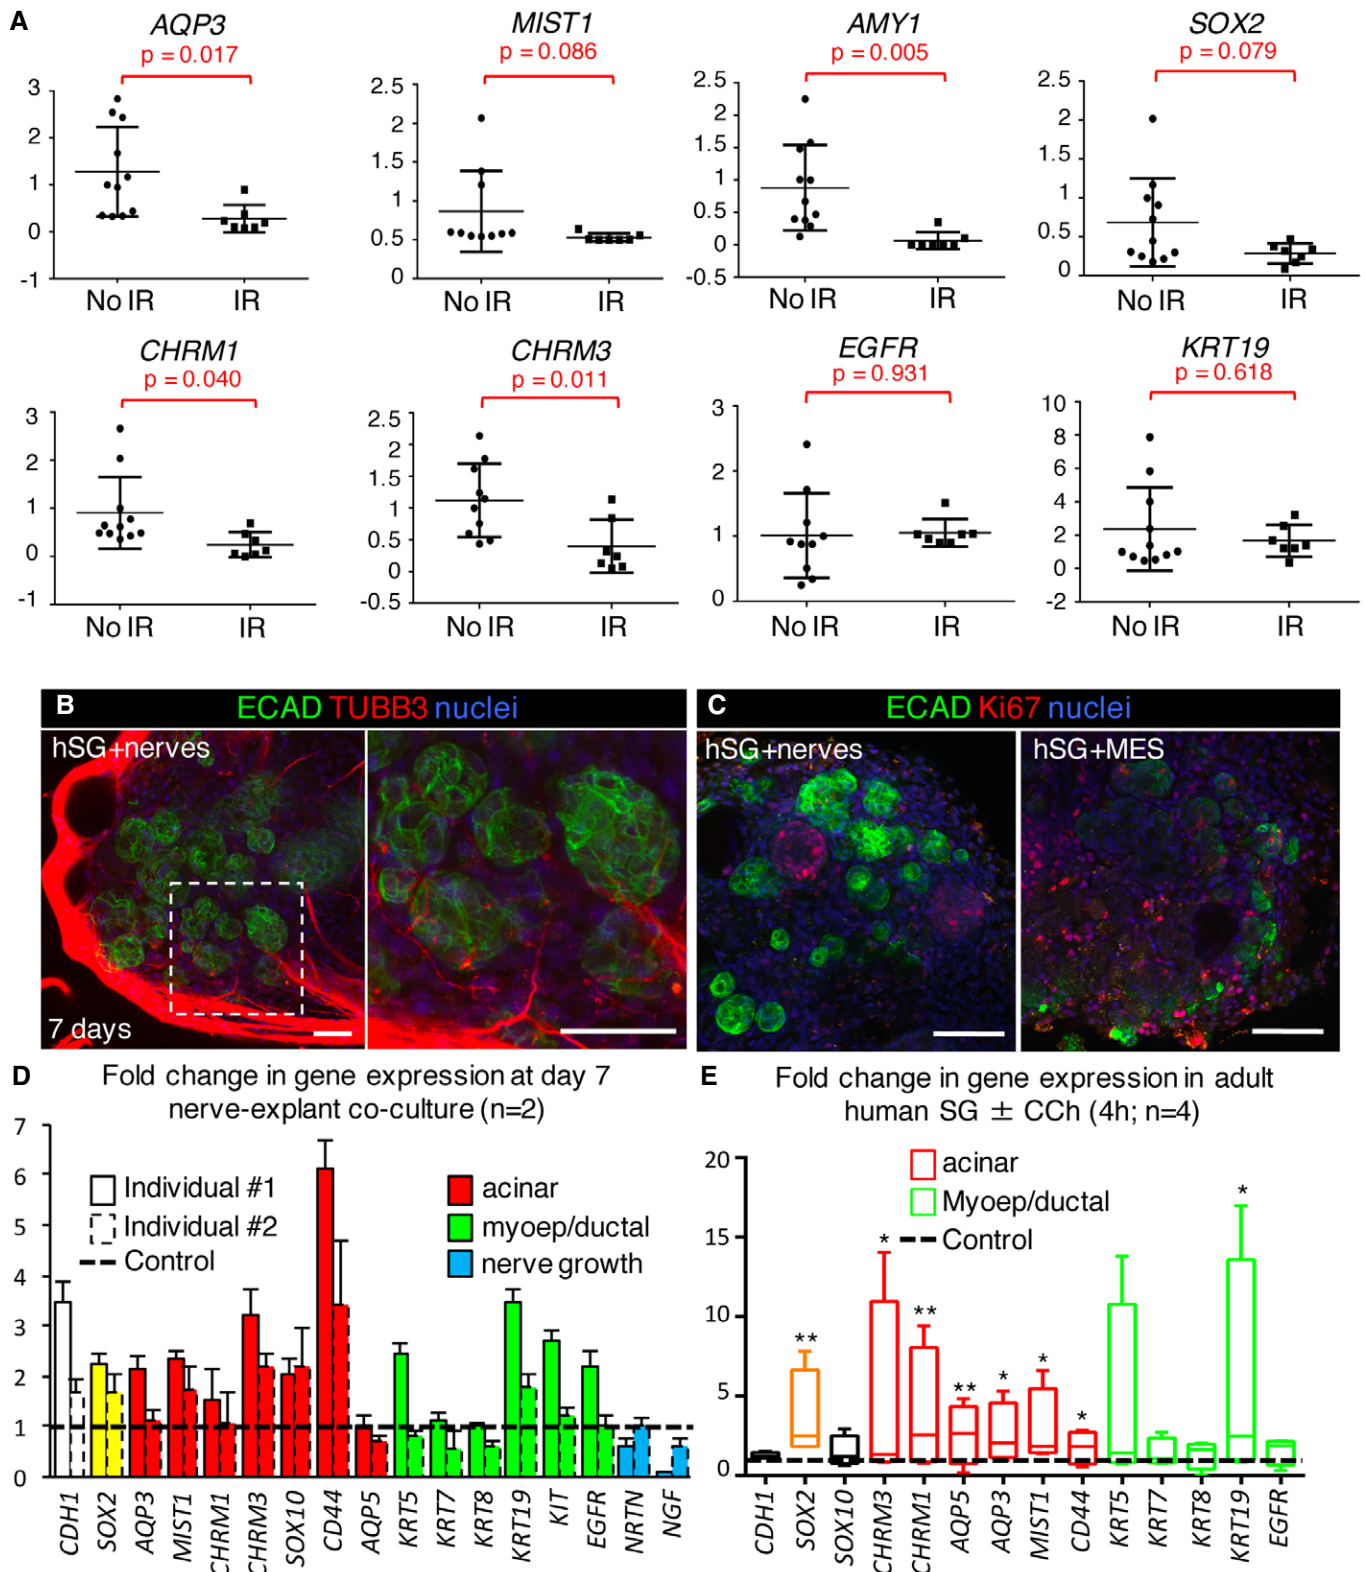 A
AQP3
p = 0.017
3
2
1
0
-1
No IR
IR
MIST1
p = 0.086
2.5
2
1.5
1
0.5
0
No IR
IR
AMY1
p = 0.005
2.5
2
1.5
1
0.5
0
-0.5
No IR
IR
SOX2
p = 0.079
2.5
2
1.5
1
0.5
0
No IR
IR
CHRM1
p = 0.040
3
2
1
0
-1
No IR
IR
CHRM3
p = 0.011
2.5
2
1.5
1
0.5
0
-0.5
No IR
IR
EGFR
p = 0.931
3
2
1
0
No IR
IR
KRT19
p = 0.618
10
8
6
4
2
0
-2
No IR
IR
B
ECAD TUBB3 nuclei
hSG+nerves
7 days
C
ECAD Ki67 nuclei
hSG+nerves
hSG+MES
D
Fold change in gene expression at day 7
nerve-explant co-culture (n=2)
7
6
5
4
3
2
1
0
Individual #1
Individual #2
Control
acinar
myoep/ductal
nerve growth
CDH1
SOX2
AQP3
MIST1
CHRM1
CHRM3
SOX10
CD44
AQP5
KRT5
KRT7
KRT8
KRT19
KIT
EGFR
NRTN
NGF
E
Fold change in gene expression in adult
human SG ± CCh (4h; n=4)
20
15
10
5
0
acinar
Myoep/ductal
Control
**
*
**
**
*
*
*
*
CDH1
SOX2
SOX10
CHRM3
CHRM1
AQP5
AQP3
MIST1
CD44
KRT5
KRT7
KRT8
KRT19
EGFR